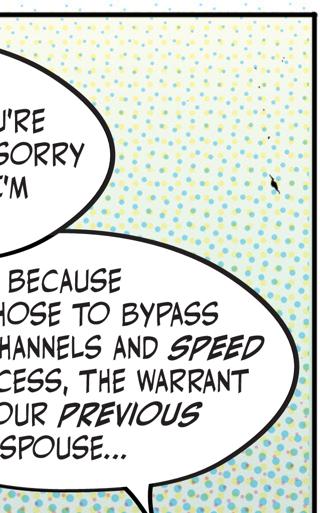 U'RE
SORRY
I'M
BECAUSE
HOSE TO BYPASS
HANNELS AND SPEED
CESS, THE WARRANT
OUR PREVIOUS
SPOUSE...